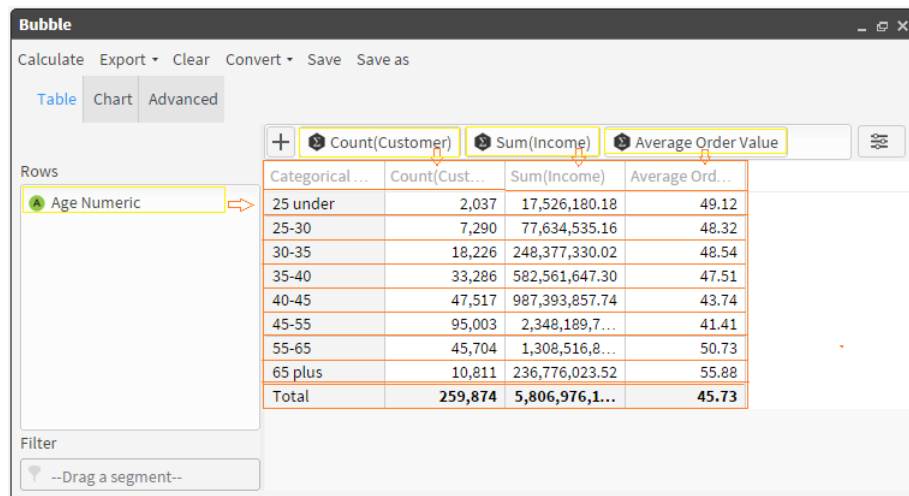 Bubble
Calculate Export Clear Convert Save Save as
Table Chart Advanced
Count(Customer) Sum(Income) Average Order Value
Rows
Age Numeric
Categorical ... Count(Cust... Sum(Income) Average Ord...
25 under 2,037 17,526,180.18 49.12
25-30 7,290 77,634,535.16 48.32
30-35 18,226 248,377,330.02 48.54
35-40 33,286 582,561,647.30 47.51
40-45 47,517 987,393,857.74 43.74
45-55 95,003 2,348,189,7... 41.41
55-65 45,704 1,308,516,8... 50.73
65 plus 10,811 236,776,023.52 55.88
Total 259,874 5,806,976,1... 45.73
Filter
--Drag a segment--